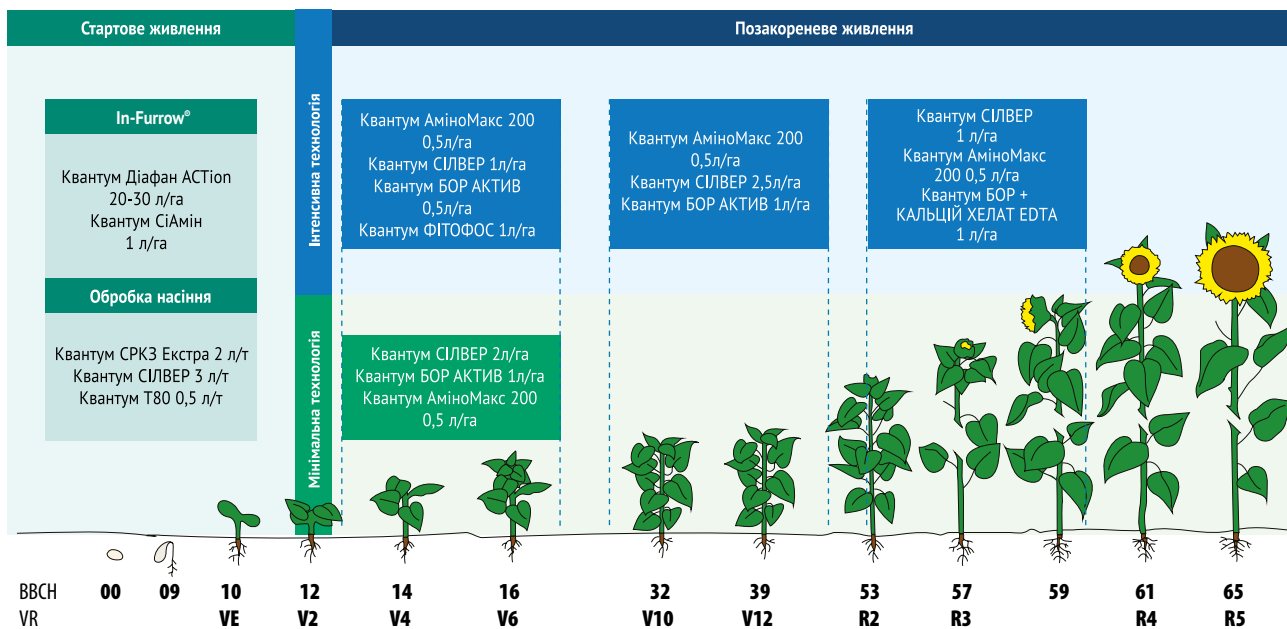 Стартове живлення
Позакореневе живлення
In-Furrow®
Квантум Діафан ACTion
20-30 л/га
Квантум СіАмін
1 л/га
Обробка насіння
Квантум СРКЗ Екстра 2 л/т
Квантум СІЛВЕР 3 л/т
Квантум Т80 0,5 л/т
Інтенсивна технологія
Мінімальна технологія
Квантум АміноМакс 200
0,5л/га
Квантум СІЛВЕР 1л/га
Квантум БОР АКТИВ
0,5л/га
Квантум ФІТОФОС 1л/га
Квантум СІЛВЕР 2л/га
Квантум БОР АКТИВ 1л/га
Квантум АміноМакс 200
0,5 л/га
Квантум АміноМакс 200
0,5л/га
Квантум СІЛВЕР 2,5л/га
Квантум БОР АКТИВ 1л/га
Квантум СІЛВЕР
1 л/га
Квантум АміноМакс
200 0,5 л/га
Квантум БОР +
КАЛЬЦІЙ ХЕЛАТ EDTA
1 л/га
BBCH 00 09 10 12 14 16 32 39 53 57 59 61 65
VR VE V2 V4 V6 V10 V12 R2 R3 R4 R5